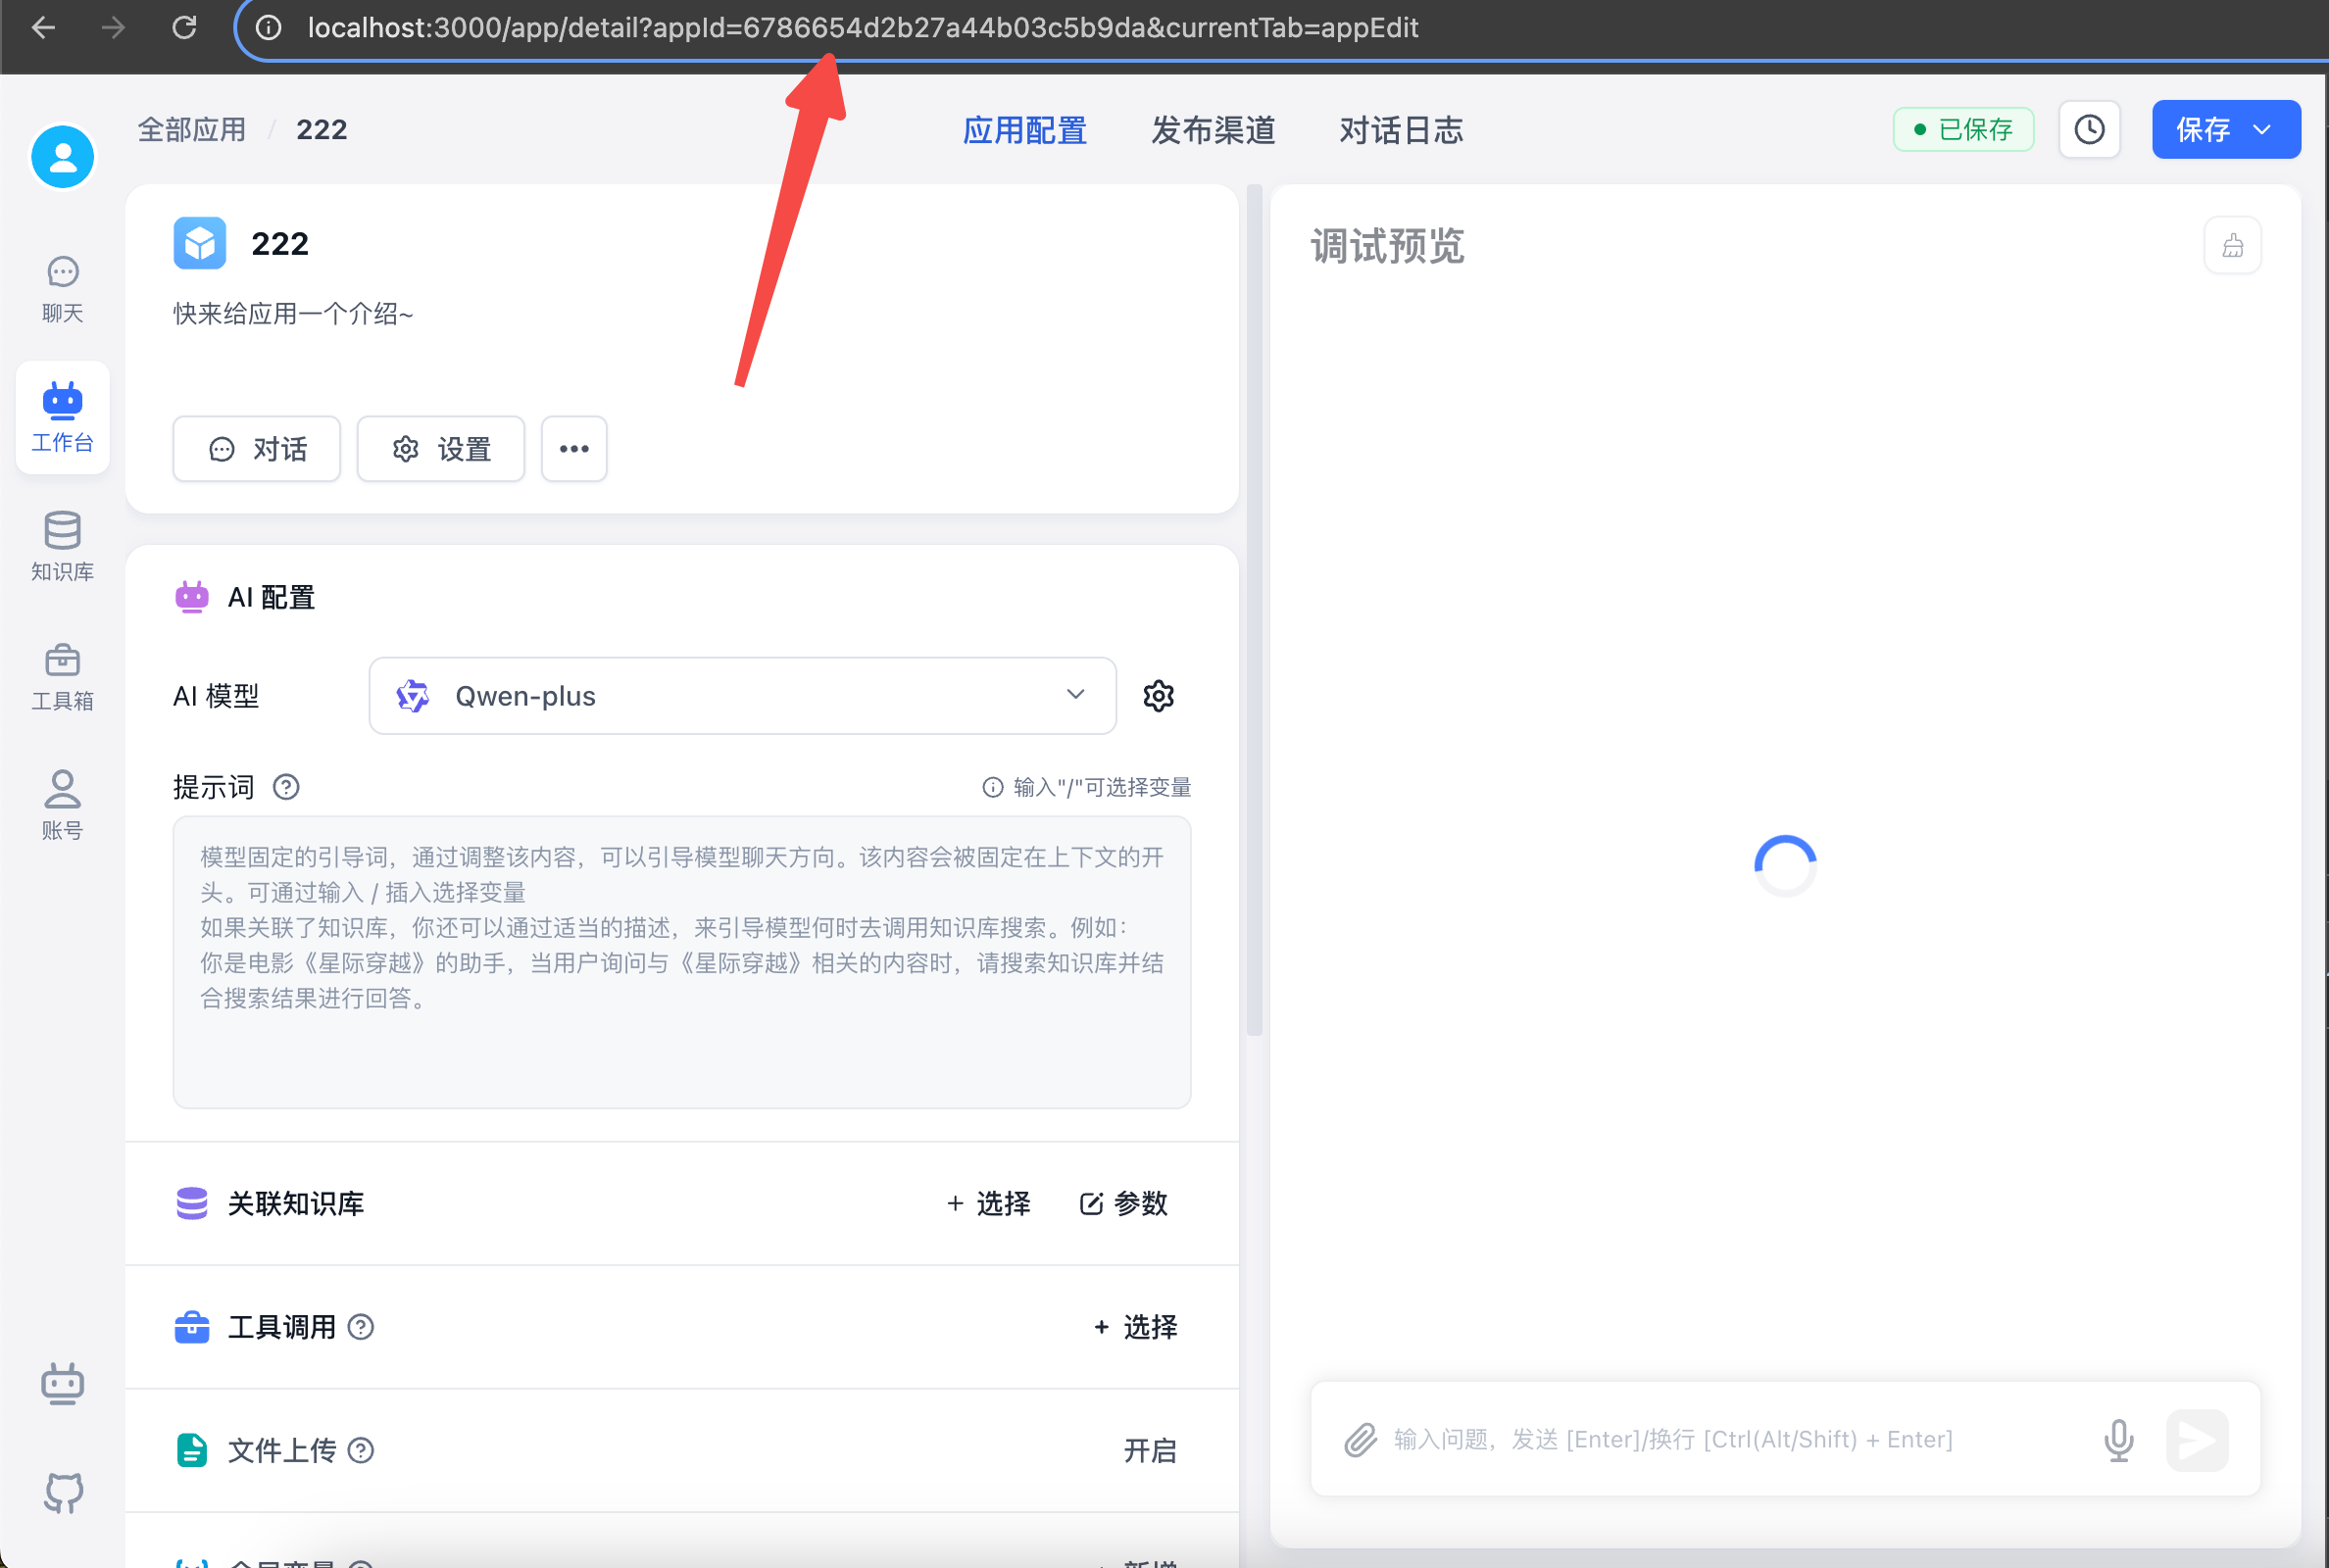 localhost:3000/app/detail?appId=6786654d2b27a44b03c5b9da&currentTab=appEdit
全部应用 / 222
应用配置 发布渠道 对话日志
已保存
保存
聊天
工作台
知识库
工具箱
账号
222
快来给应用一个介绍~
对话 设置
AI 配置
AI 模型 Qwen-plus
提示词 输入"/"可选择变量
模型固定的引导词，通过调整该内容，可以引导模型聊天方向。该内容会被固定在上下文的开
头。可通过输入 / 插入选择变量
如果关联了知识库，你还可以通过适当的描述，来引导模型何时去调用知识库搜索。例如：
你是电影《星际穿越》的助手，当用户询问与《星际穿越》相关的内容时，请搜索知识库并结
合搜索结果进行回答。
关联知识库 + 选择 参数
工具调用 + 选择
文件上传 开启
调试预览
输入问题，发送 [Enter]/换行 [Ctrl(Alt/Shift) + Enter]